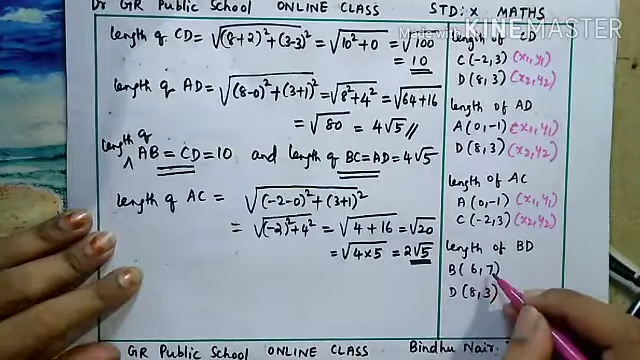 Dr GR Public School ONLINE CLASS STD: X MATHS
Made with KINEMASTER
length of CD = √(8+2)² + (3-3)² = √10² + 0 = √100
= 10
length of AD = √(8-0)² + (3+1)² = √8² + 4² = √64+16
= √80 = 4√5 //
length of AB = CD = 10 and length of BC = AD = 4√5
length of AC = √(-2-0)² + (3+1)²
= √(-2)² + 4² = √4+16 = √20
= √4×5 = 2√5
length of CD
C (-2, 3) (x₁, y₁)
D (8, 3) (x₂, y₂)
length of AD
A (0, -1) (x₁, y₁)
D (8, 3) (x₂, y₂)
length of AC
A (0, -1) (x₁, y₁)
C (-2, 3) (x₂, y₂)
length of BD
B (6, 7)
D (8, 3)
GR Public School ONLINE CLASS Bindhu Nair